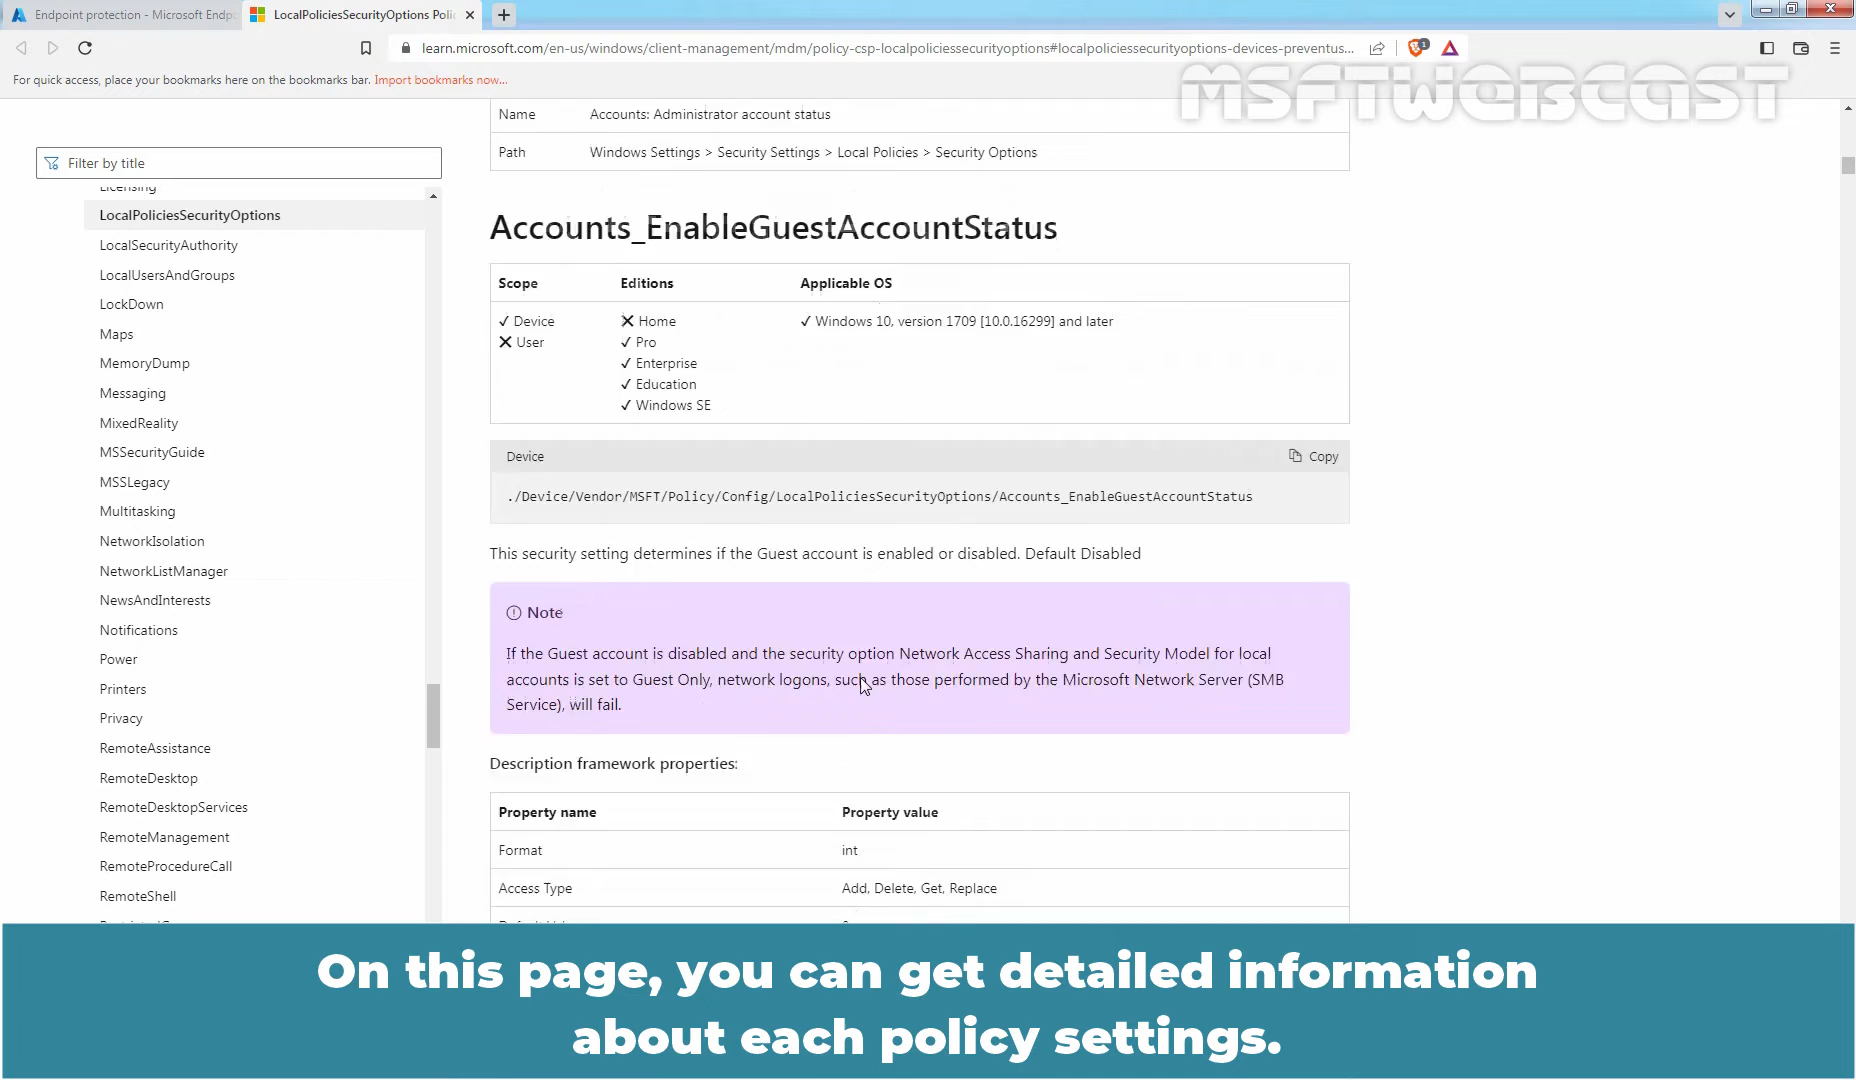 Endpoint protection - Microsoft Endp
LocalPoliciesSecurityOptions Poli
learn.microsoft.com/en-us/windows/client-management/mdm/policy-csp-localpoliciessecurityoptions#localpoliciessecurityoptions-devices-preventus...
1
For quick access, place your bookmarks here on the bookmarks bar. Import bookmarks now...
MSFTWEBCAST
Filter by title
Licensing
LocalPoliciesSecurityOptions
LocalSecurityAuthority
LocalUsersAndGroups
LockDown
Maps
MemoryDump
Messaging
MixedReality
MSSecurityGuide
MSSLegacy
Multitasking
NetworkIsolation
NetworkListManager
NewsAndInterests
Notifications
Power
Printers
Privacy
RemoteAssistance
RemoteDesktop
RemoteDesktopServices
RemoteManagement
RemoteProcedureCall
RemoteShell
Name Accounts: Administrator account status
Path Windows Settings > Security Settings > Local Policies > Security Options
Accounts_EnableGuestAccountStatus
Scope Editions Applicable OS
✓ Device ✕ Home ✓ Windows 10, version 1709 [10.0.16299] and later
✕ User ✓ Pro
✓ Enterprise
✓ Education
✓ Windows SE
Device Copy
./Device/Vendor/MSFT/Policy/Config/LocalPoliciesSecurityOptions/Accounts_EnableGuestAccountStatus
This security setting determines if the Guest account is enabled or disabled. Default Disabled
Note
If the Guest account is disabled and the security option Network Access Sharing and Security Model for local
accounts is set to Guest Only, network logons, such as those performed by the Microsoft Network Server (SMB
Service), will fail.
Description framework properties:
Property name Property value
Format int
Access Type Add, Delete, Get, Replace
On this page, you can get detailed information
about each policy settings.